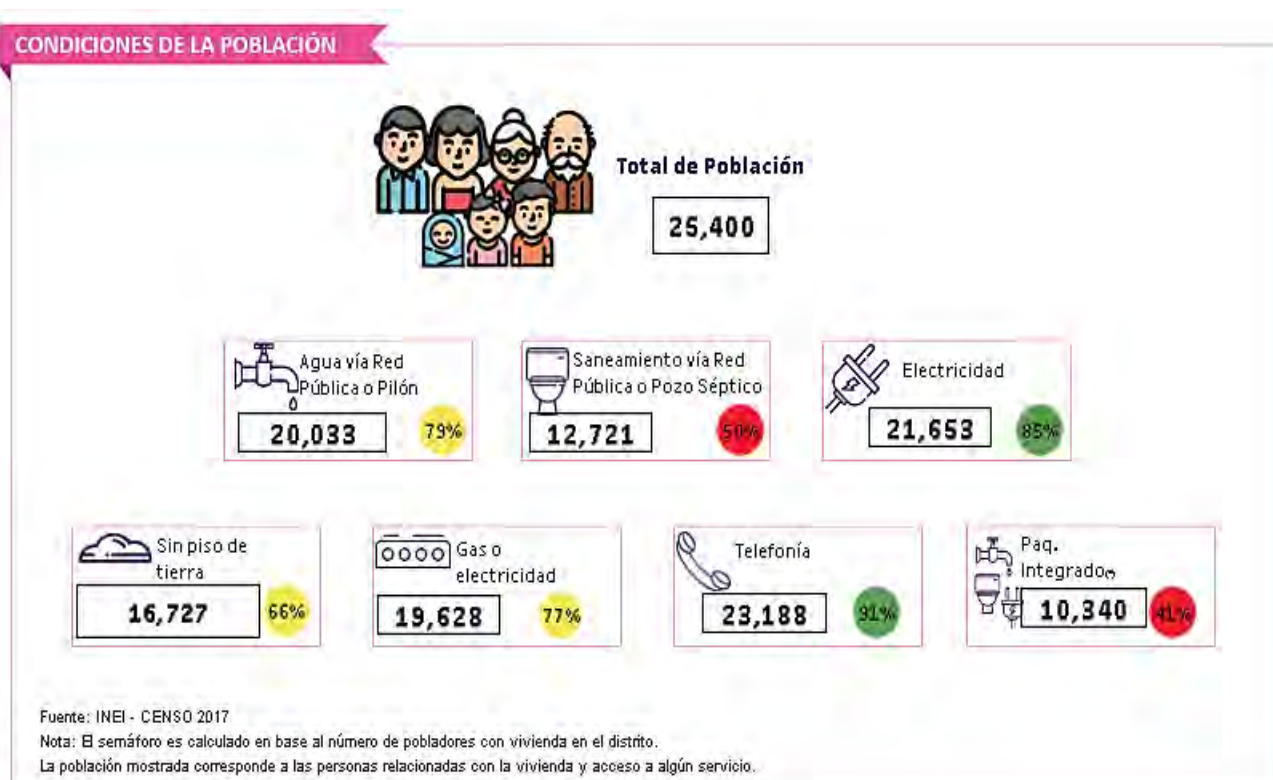 CONDICIONES DE LA POBLACIÓN
Total de Población
25,400
Agua vía Red
Pública o Pilón
20,033
79%
Saneamiento vía Red
Pública o Pozo Séptico
12,721
50%
Electricidad
21,653
85%
Sin piso de
tierra
16,727
66%
Gas o
electricidad
19,628
77%
Telefonía
23,188
91%
Paq.
Integrado
10,340
41%
Fuente: INEI - CENSO 2017
Nota: El semáforo es calculado en base al número de pobladores con vivienda en el distrito.
La población mostrada corresponde a las personas relacionadas con la vivienda y acceso a algún servicio.